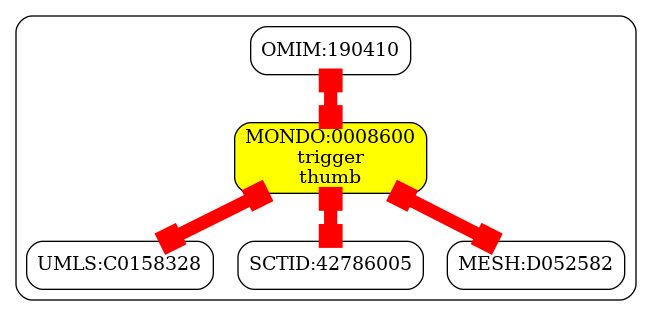 OMIM:190410
MONDO:0008600
trigger
thumb
UMLS:C0158328
SCTID:42786005
MESH:D052582